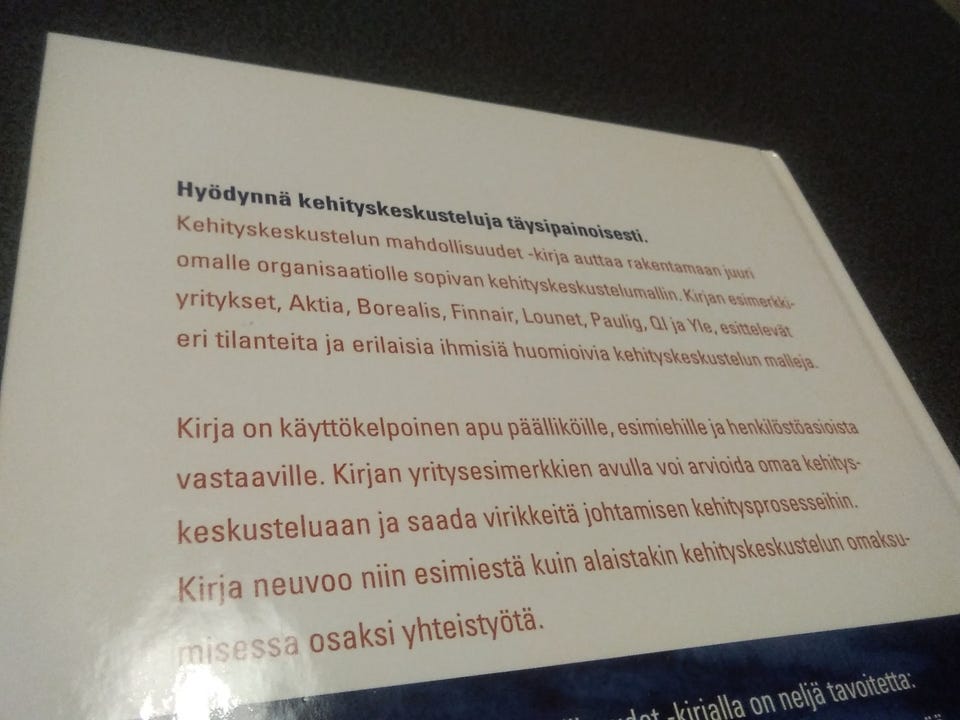 Hyödynnä kehityskeskusteluja täysipainoisesti.
Kehityskeskustelun mahdollisuudet -kirja auttaa rakentamaan juuri
omalle organisaatiolle sopivan kehityskeskustelumallin. Kirjan esimerkki-
yritykset, Aktia, Borealis, Finnair, Lounet, Paulig, QI ja Yle, esittelevät
eri tilanteita ja erilaisia ihmisiä huomioivia kehityskeskustelun malleja.
Kirja on käyttökelpoinen apu päälliköille, esimiehille ja henkilöstöasioista
vastaaville. Kirjan yritysesimerkkien avulla voi arvioida omaa kehitys-
keskusteluaan ja saada virikkeitä johtamisen kehitysprosesseihin.
Kirja neuvoo niin esimiestä kuin alaistakin kehityskeskustelun omaksu-
misessa osaksi yhteistyötä.
-kirjalla on neljä tavoitetta: